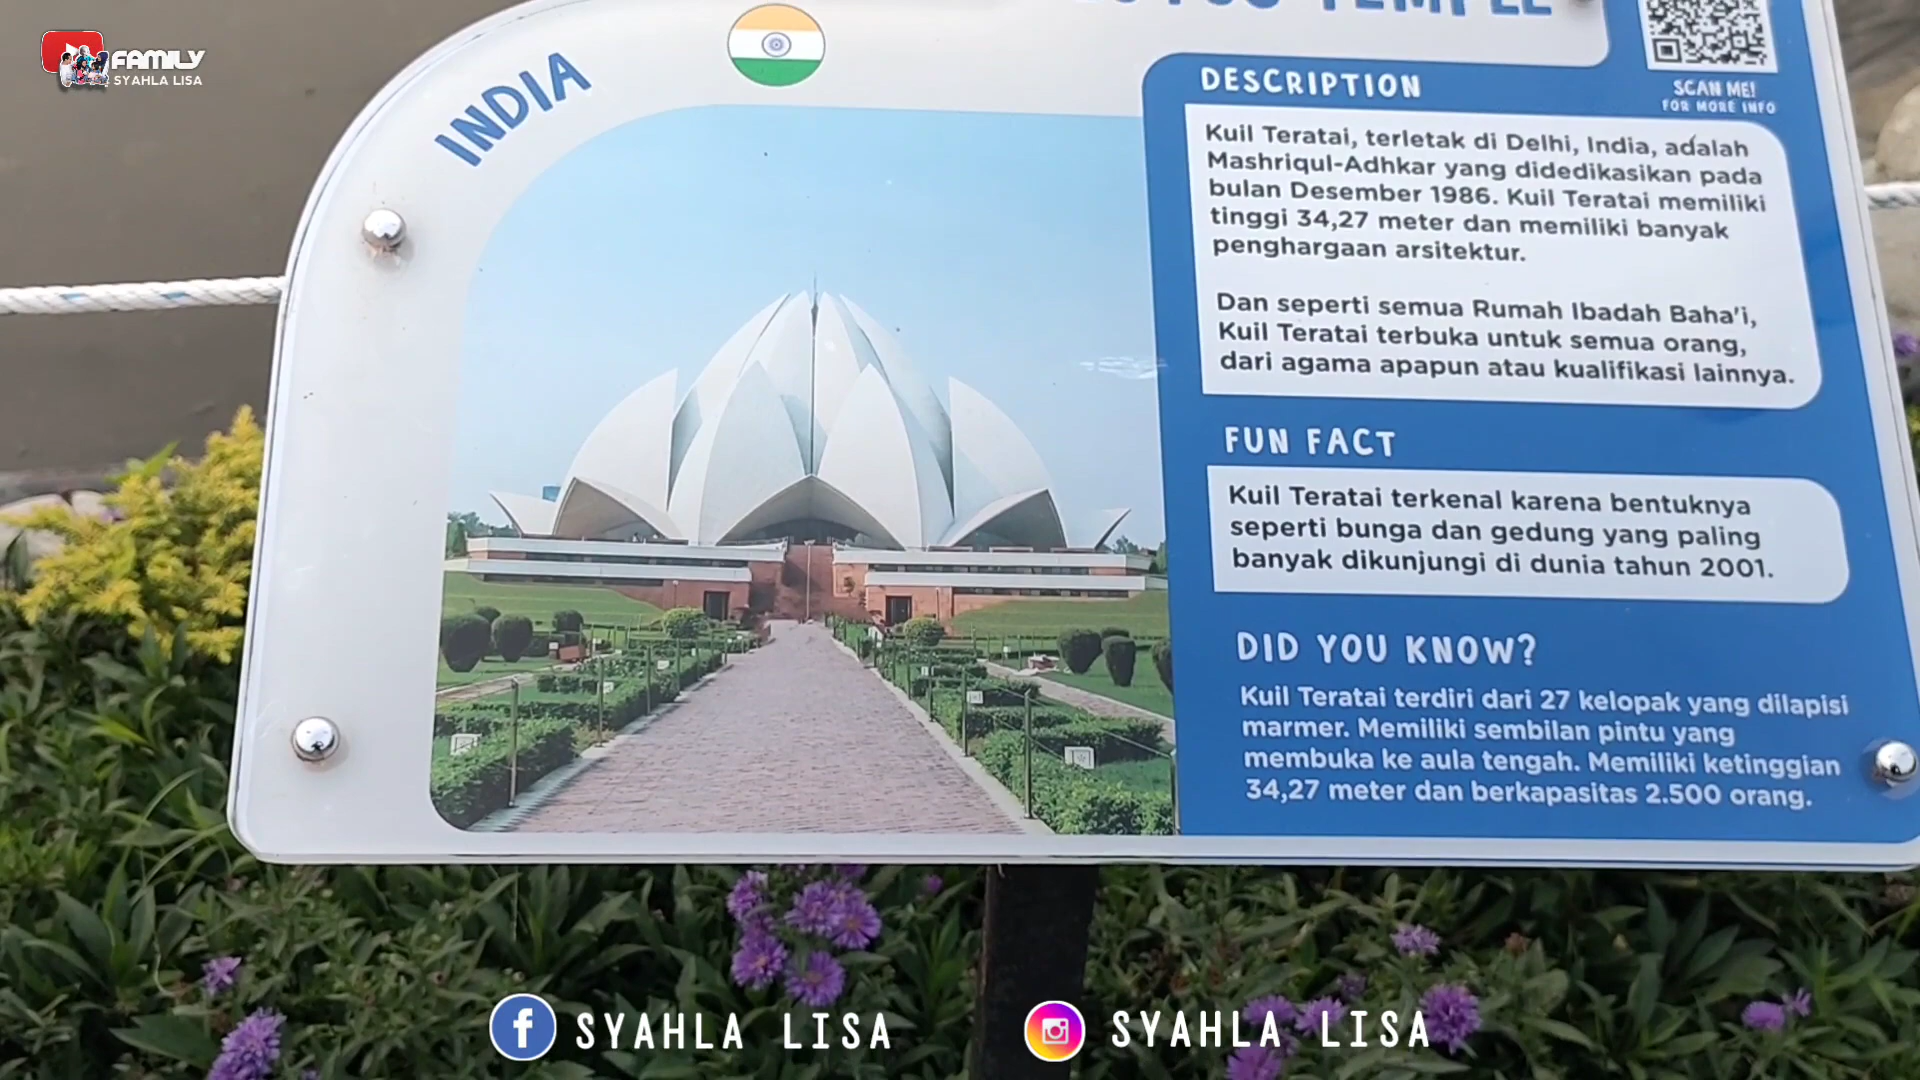 FAMILY
SYAHLA LISA
INDIA
LOTUS TEMPLE
SCAN ME!
FOR MORE INFO
DESCRIPTION
Kuil Teratai, terletak di Delhi, India, adalah
Mashriqul-Adhkar yang didedikasikan pada
bulan Desember 1986. Kuil Teratai memiliki
tinggi 34,27 meter dan memiliki banyak
penghargaan arsitektur.
Dan seperti semua Rumah Ibadah Baha'i,
Kuil Teratai terbuka untuk semua orang,
dari agama apapun atau kualifikasi lainnya.
FUN FACT
Kuil Teratai terkenal karena bentuknya
seperti bunga dan gedung yang paling
banyak dikunjungi di dunia tahun 2001.
DID YOU KNOW?
Kuil Teratai terdiri dari 27 kelopak yang dilapisi
marmer. Memiliki sembilan pintu yang
membuka ke aula tengah. Memiliki ketinggian
34,27 meter dan berkapasitas 2.500 orang.
SYAHLA LISA
SYAHLA LISA